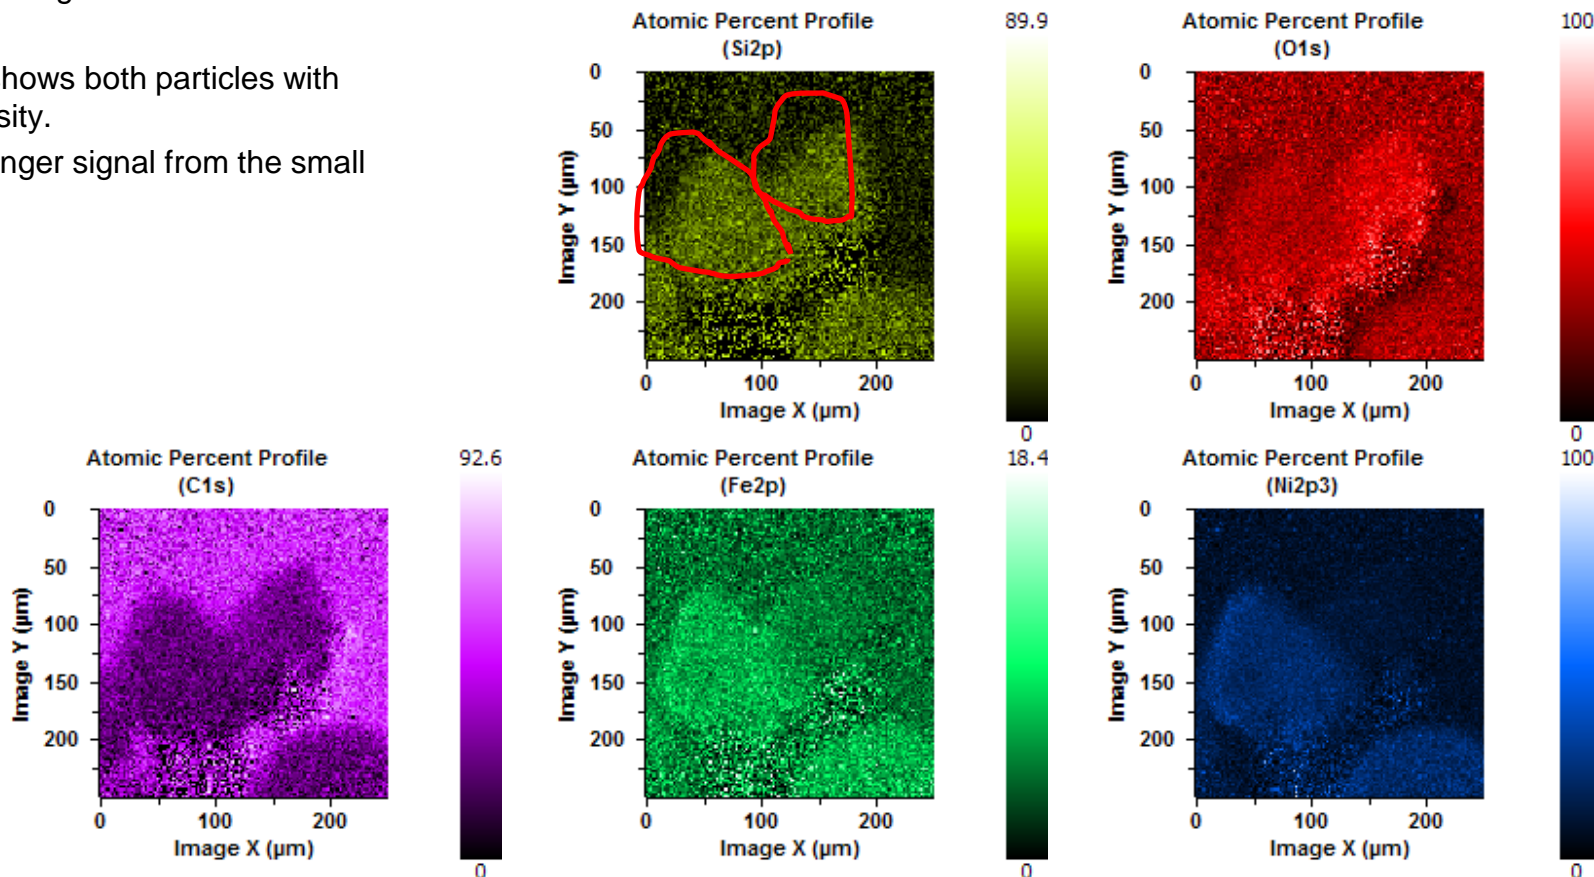 hows both particles with
sity.
nger signal from the small
Atomic Percent Profile
(Si2p)
89.9
0
50
100
150
200
Image Y (µm)
0 100 200
Image X (µm)
0
Atomic Percent Profile
(O1s)
100
0
50
100
150
200
Image Y (µm)
0 100 200
Image X (µm)
0
Atomic Percent Profile
(C1s)
92.6
0
50
100
150
200
Image Y (µm)
0 100 200
Image X (µm)
0
Atomic Percent Profile
(Fe2p)
18.4
0
50
100
150
200
Image Y (µm)
0 100 200
Image X (µm)
0
Atomic Percent Profile
(Ni2p3)
100
0
50
100
150
200
Image Y (µm)
0 100 200
Image X (µm)
0